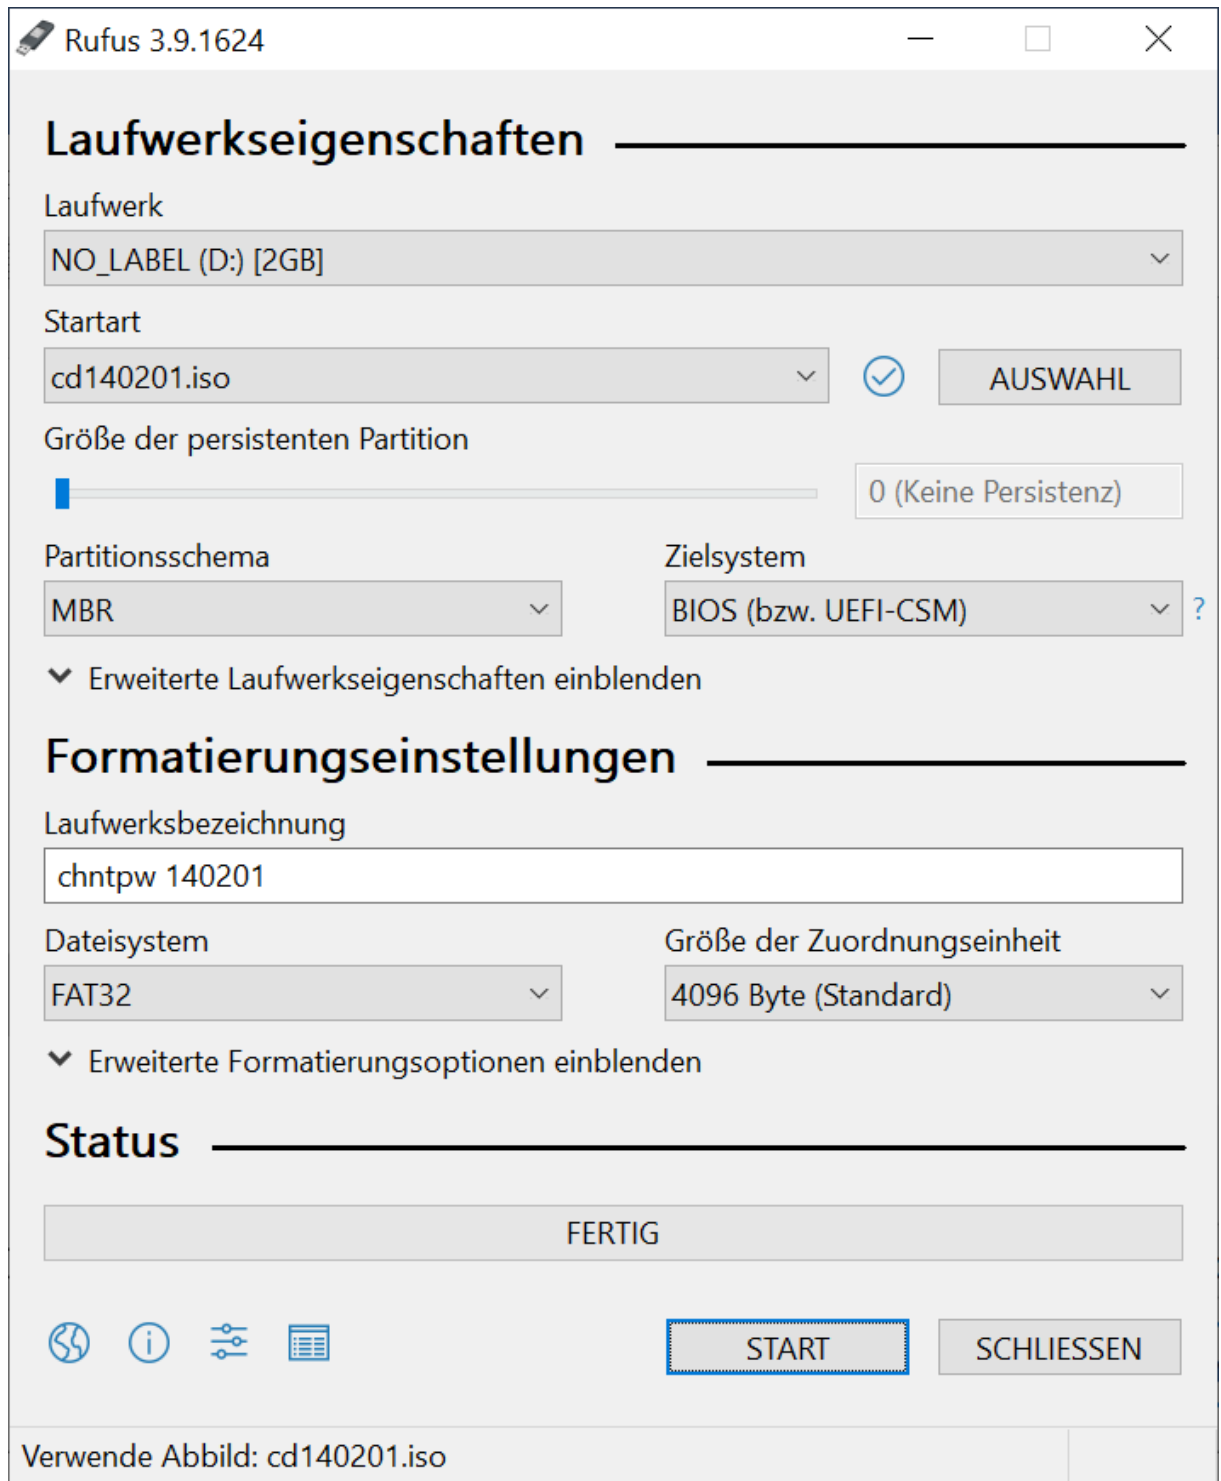 Rufus 3.9.1624
Laufwerkseigenschaften
Laufwerk
NO_LABEL (D:) [2GB]
Startart
cd140201.iso
AUSWAHL
Größe der persistenten Partition
0 (Keine Persistenz)
Partitionsschema
Zielsystem
MBR
BIOS (bzw. UEFI-CSM)
?
Erweiterte Laufwerkseigenschaften einblenden
Formatierungseinstellungen
Laufwerksbezeichnung
chntpw 140201
Dateisystem
Größe der Zuordnungseinheit
FAT32
4096 Byte (Standard)
Erweiterte Formatierungsoptionen einblenden
Status
FERTIG
START
SCHLIESSEN
Verwende Abbild: cd140201.iso